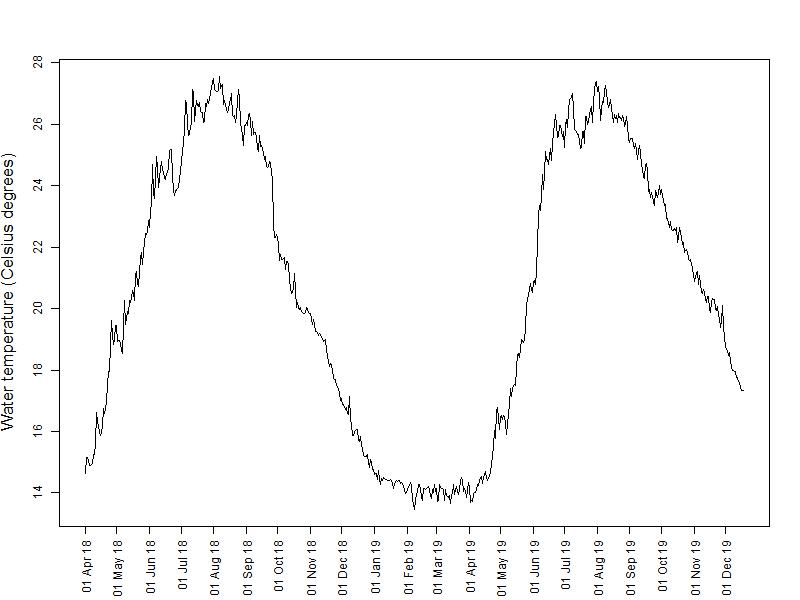 Water temperature (Celsius degrees)
28
26
24
22
20
18
16
14
01 Apr 18
01 May 18
01 Jun 18
01 Jul 18
01 Aug 18
01 Sep 18
01 Oct 18
01 Nov 18
01 Dec 18
01 Jan 19
01 Feb 19
01 Mar 19
01 Apr 19
01 May 19
01 Jun 19
01 Jul 19
01 Aug 19
01 Sep 19
01 Oct 19
01 Nov 19
01 Dec 19